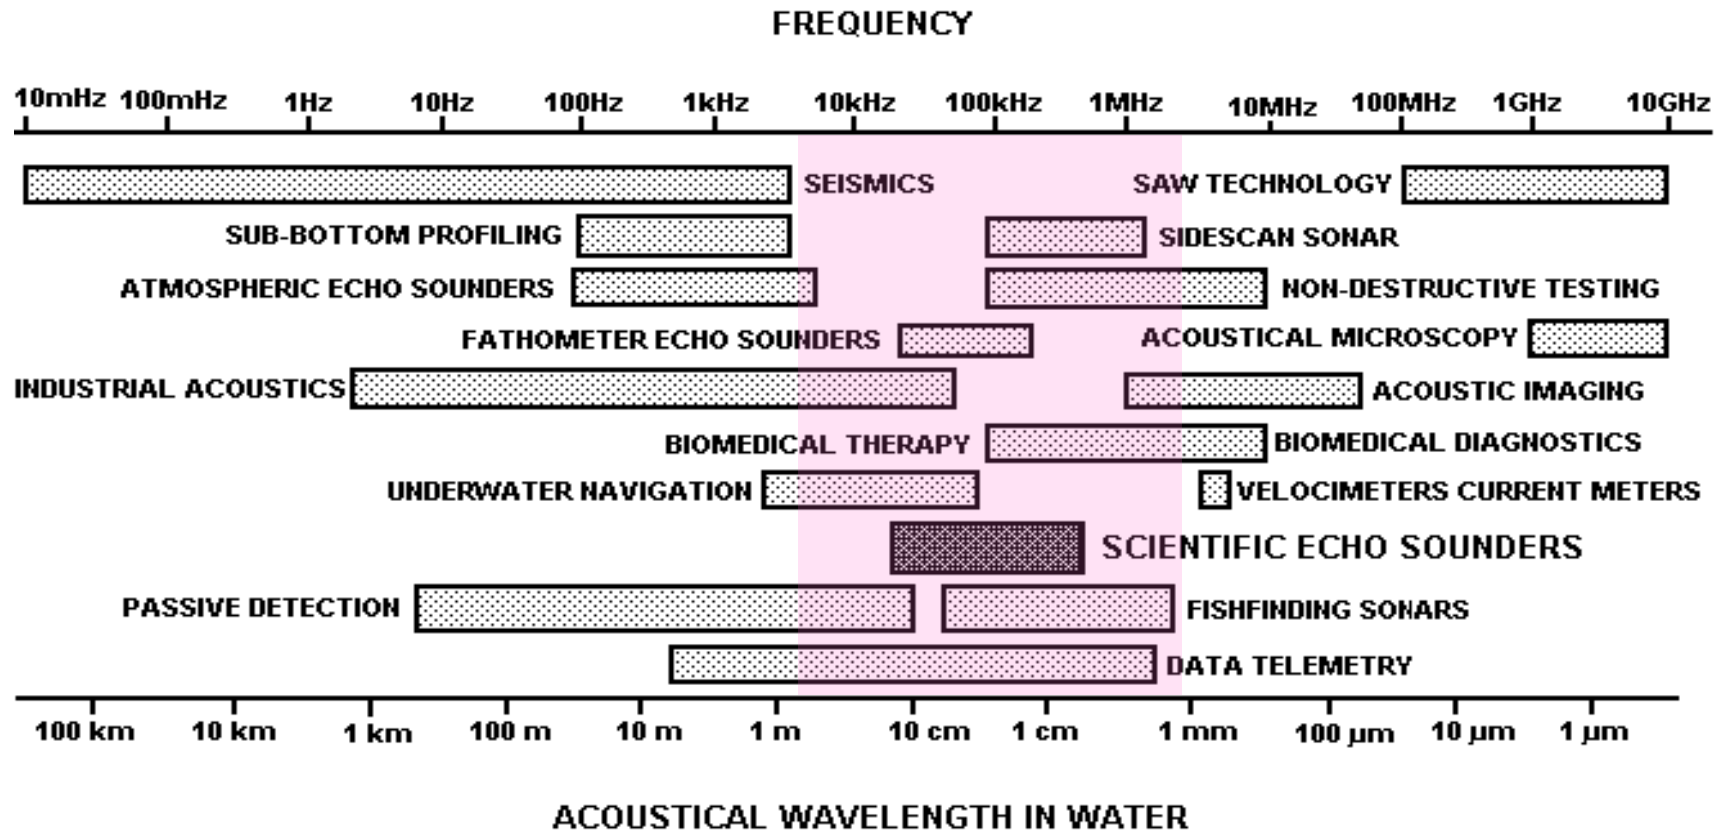 FREQUENCY
10mHz 100mHz 1Hz 10Hz 100Hz 1kHz 10kHz 100kHz 1MHz 10MHz 100MHz 1GHz 10GHz
SEISMICS SAW TECHNOLOGY
SUB-BOTTOM PROFILING SIDESCAN SONAR
ATMOSPHERIC ECHO SOUNDERS NON-DESTRUCTIVE TESTING
FATHOMETER ECHO SOUNDERS ACOUSTICAL MICROSCOPY
INDUSTRIAL ACOUSTICS ACOUSTIC IMAGING
BIOMEDICAL THERAPY BIOMEDICAL DIAGNOSTICS
UNDERWATER NAVIGATION VELOCIMETERS CURRENT METERS
SCIENTIFIC ECHO SOUNDERS
PASSIVE DETECTION FISHFINDING SONARS
DATA TELEMETRY
100 km 10 km 1 km 100 m 10 m 1 m 10 cm 1 cm 1 mm 100 µm 10 µm 1 µm
ACOUSTICAL WAVELENGTH IN WATER